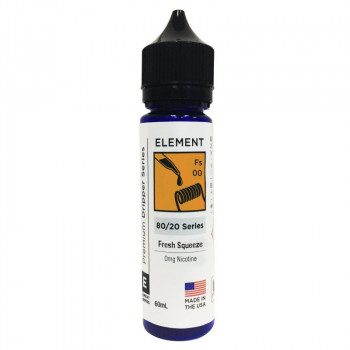 ELEMENT
Fs
00
80/20 Series
Fresh Squeeze
0mg Nicotine
MADE IN
THE USA
60mL
Premium Dripper Series
E